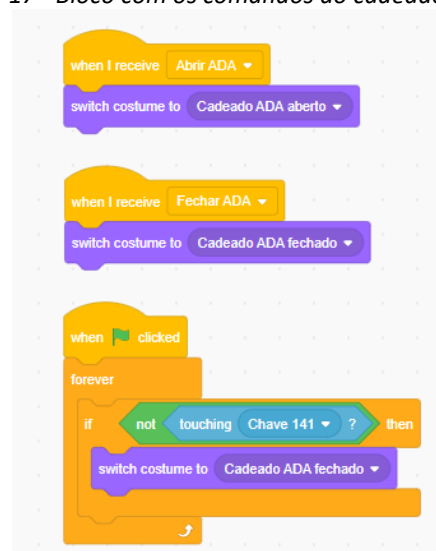 17 - Bloco com os comandos do cadeado
when I receive Abrir ADA
switch costume to Cadeado ADA aberto
when I receive Fechar ADA
switch costume to Cadeado ADA fechado
when clicked
forever
if not touching Chave 141 ? then
switch costume to Cadeado ADA fechado